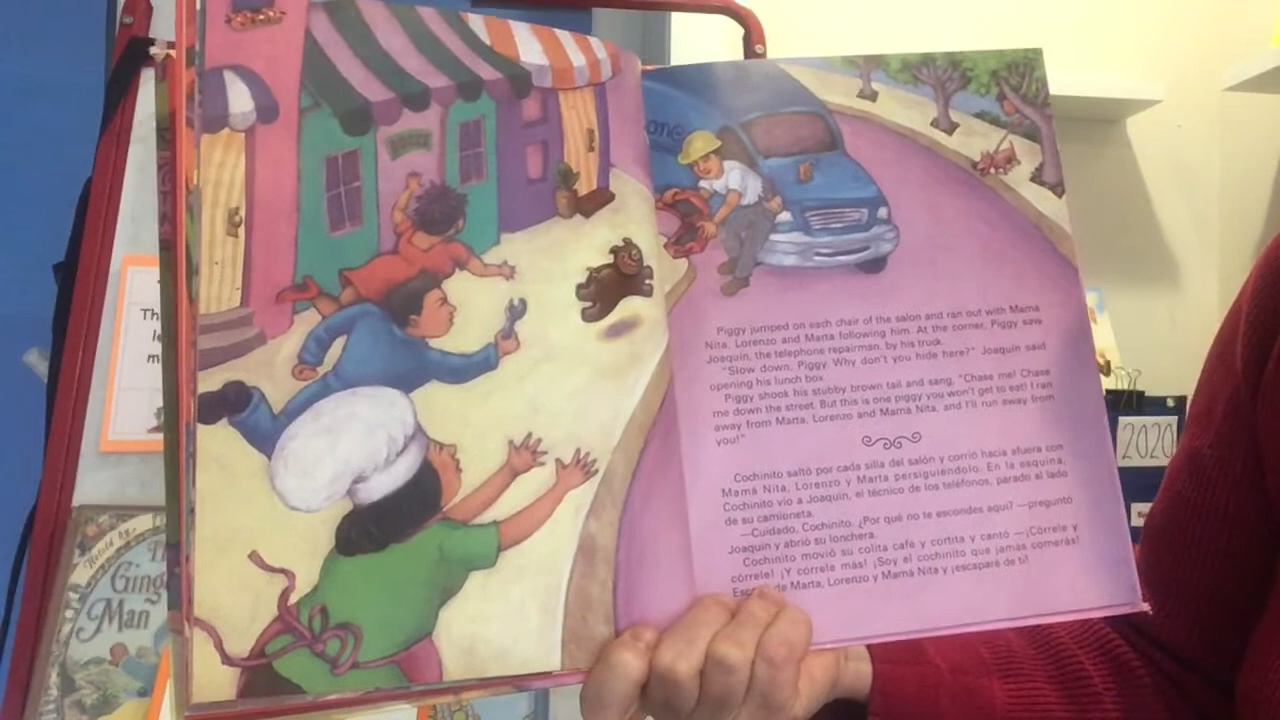 one
Piggy jumped on each chair of the salon and ran out with Mamá
Nita, Lorenzo and Marta following him. At the corner, Piggy saw
Joaquín, the telephone repairman, by his truck.
"Slow down, Piggy. Why don't you hide here?" Joaquín said
opening his lunch box.
Piggy shook his stubby brown tail and sang, "Chase me! Chase
me down the street. But this is one piggy you won't get to eat! I ran
away from Marta, Lorenzo and Mamá Nita, and I'll run away from
you!"
Cochinito saltó por cada silla del salón y corrió hacia afuera con
Mamá Nita, Lorenzo y Marta persiguiéndolo. En la esquina,
Cochinito vio a Joaquín, el técnico de los teléfonos, parado al lado
de su camioneta.
—Cuidado, Cochinito. ¿Por qué no te escondes aquí? —preguntó
Joaquín y abrió su lonchera.
Cochinito movió su colita café y cortita y cantó —¡Córrele y
córrele! ¡Y córrele más! ¡Soy el cochinito que jamás comerás!
de Marta, Lorenzo y Mamá Nita y ¡escaparé de ti!
Th
le
m
Retold by
Ging
Man
2020